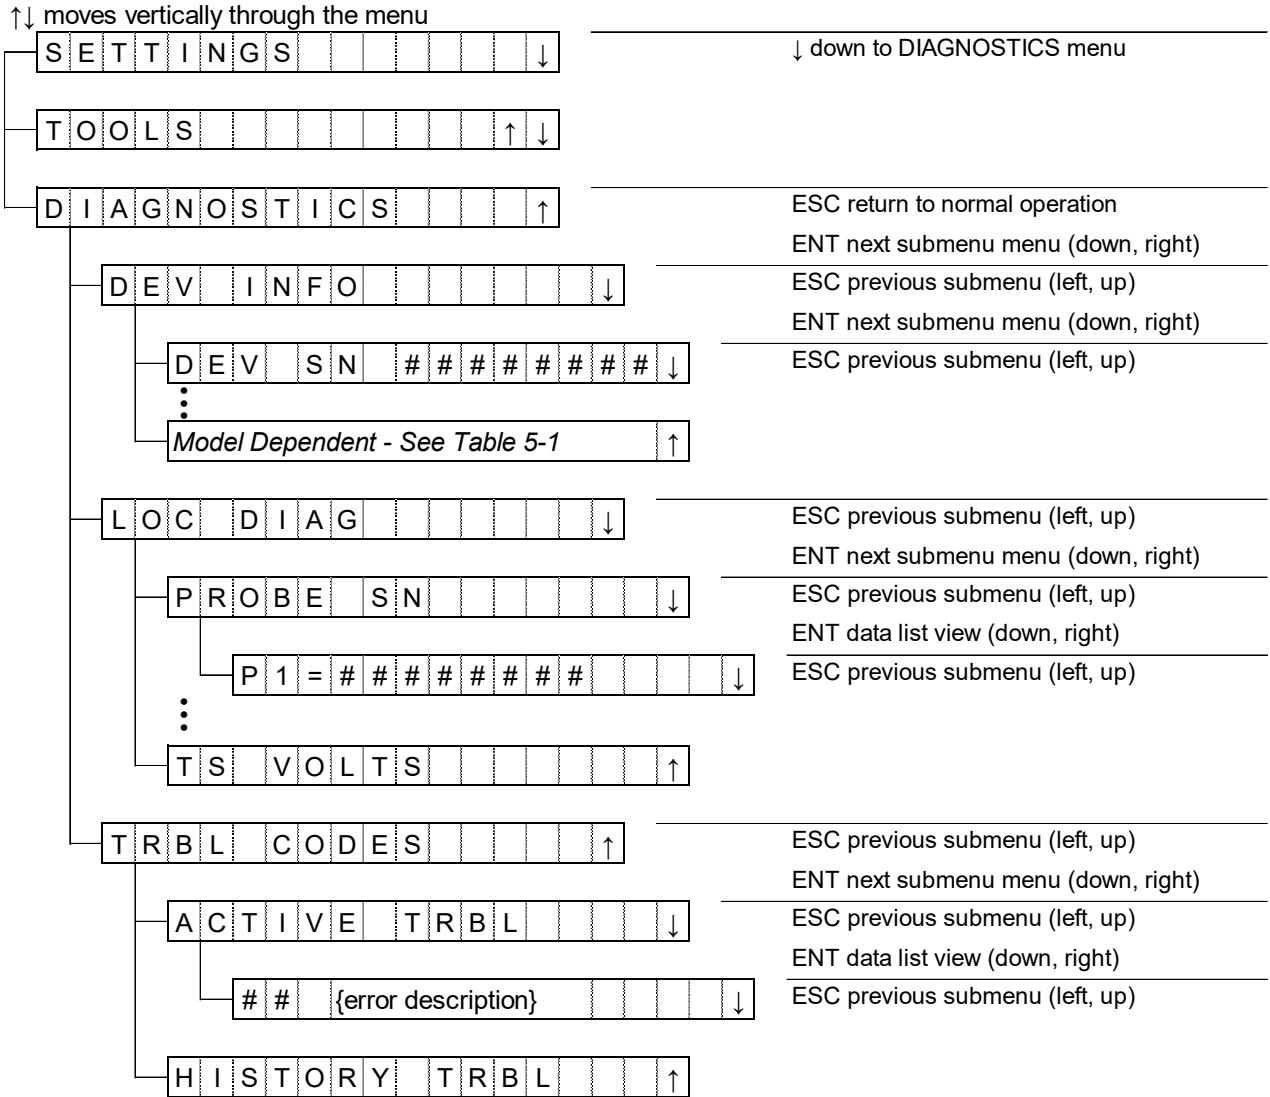 ↑↓ moves vertically through the menu
SETTINGS ↓ ↓ down to DIAGNOSTICS menu
TOOLS ↑ ↓
DIAGNOSTICS ↑ ESC return to normal operation
ENT next submenu menu (down, right)
DEV INFO ↓ ESC previous submenu (left, up)
ENT next submenu menu (down, right)
DEV SN ######## ↓ ESC previous submenu (left, up)
Model Dependent - See Table 5-1 ↑
LOC DIAG ↓ ESC previous submenu (left, up)
ENT next submenu menu (down, right)
PROBE SN ↓ ESC previous submenu (left, up)
ENT data list view (down, right)
P1=######## ↓ ESC previous submenu (left, up)
TS VOLTS ↑
TRBL CODES ↑ ESC previous submenu (left, up)
ENT next submenu menu (down, right)
ACTIVE TRBL ↓ ESC previous submenu (left, up)
ENT data list view (down, right)
## {error description} ↓ ESC previous submenu (left, up)
HISTORY TRBL ↑